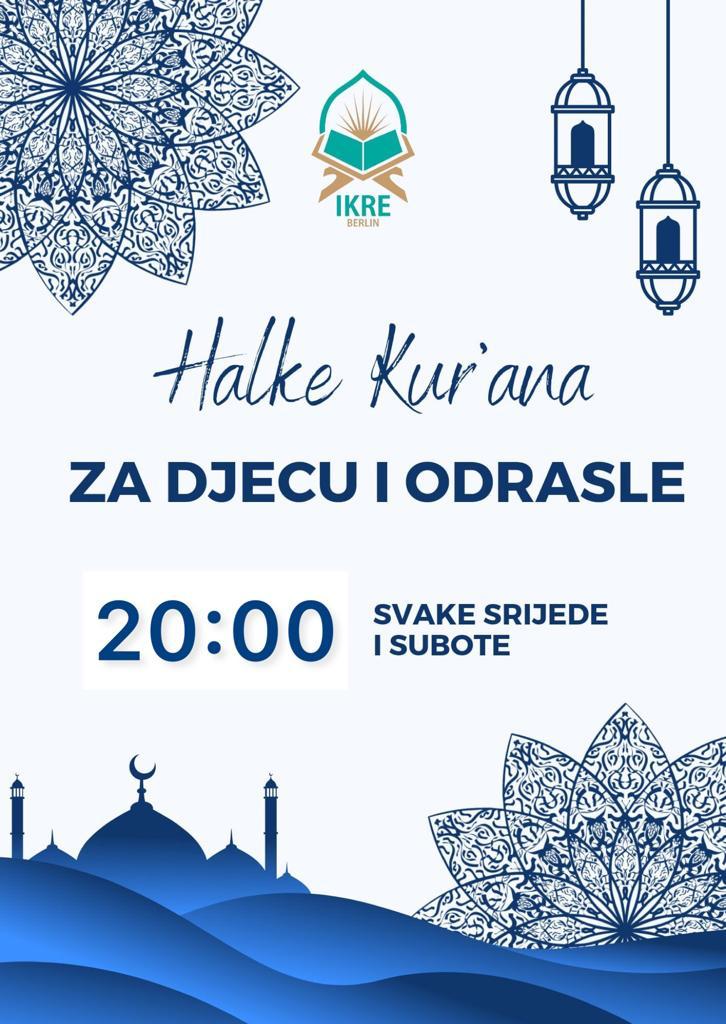 IKRE
BERLIN
Halke Kur'ana
ZA DJECU I ODRASLE
20:00
SVAKE SRIJEDE
I SUBOTE